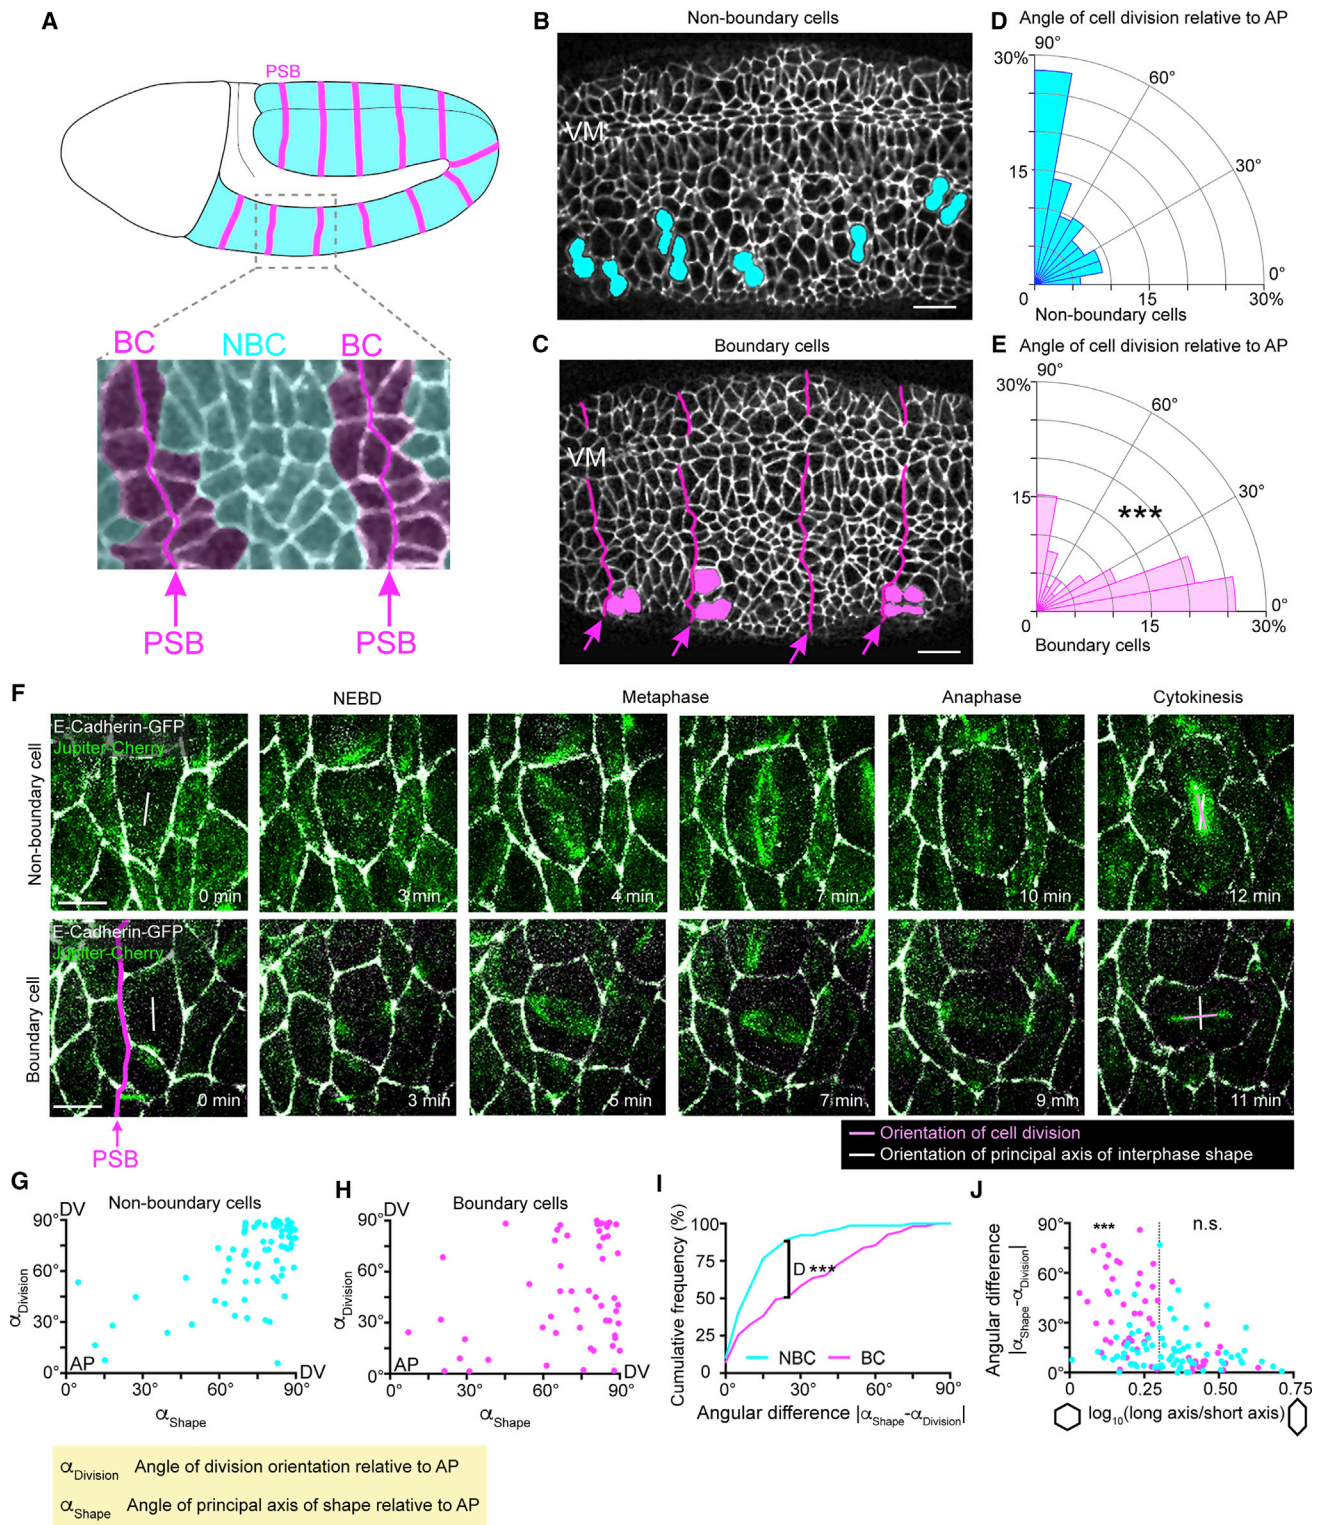 A
PSB
BC NBC BC
PSB PSB
B Non-boundary cells
VM
C Boundary cells
VM
D Angle of cell division relative to AP
90°
30%
60°
15
30°
0°
0 15 30%
Non-boundary cells
E Angle of cell division relative to AP
90°
30%
60°
15
30°
***
0°
0 15 30%
Boundary cells
F NEBD Metaphase Anaphase Cytokinesis
Non-boundary cell
E-Cadherin-GFP
Jupiter-Cherry
0 min 3 min 4 min 7 min 10 min 12 min
Boundary cell
E-Cadherin-GFP
Jupiter-Cherry
0 min 3 min 5 min 7 min 9 min 11 min
PSB
Orientation of cell division
Orientation of principal axis of interphase shape
G Non-boundary cells
DV
90°
60°
30°
0°
αDivision
AP DV
0° 30° 60° 90°
αShape
H Boundary cells
DV
90°
60°
30°
0°
αDivision
AP DV
0° 30° 60° 90°
αShape
I
Cumulative frequency (%)
100
75
50
25
0
D ***
NBC BC
0° 30° 60° 90°
Angular difference |αShape-αDivision|
J
Angular difference
|αShape-αDivision|
90°
60°
30°
0°
*** n.s.
0 0.25 0.50 0.75
log10(long axis/short axis)
αDivision Angle of division orientation relative to AP
αShape Angle of principal axis of shape relative to AP